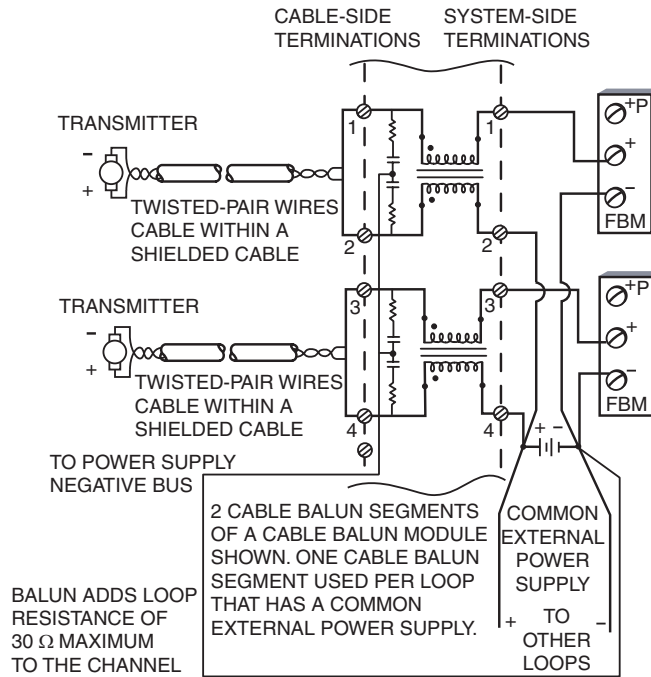 CABLE-SIDE
TERMINATIONS
SYSTEM-SIDE
TERMINATIONS
TRANSMITTER
-
+
TWISTED-PAIR WIRES
CABLE WITHIN A
SHIELDED CABLE
1
2
1
2
+P
+
-
FBM
TRANSMITTER
-
+
TWISTED-PAIR WIRES
CABLE WITHIN A
SHIELDED CABLE
3
4
3
4
+P
+
-
FBM
TO POWER SUPPLY
NEGATIVE BUS
+ -
2 CABLE BALUN SEGMENTS
OF A CABLE BALUN MODULE
SHOWN. ONE CABLE BALUN
SEGMENT USED PER LOOP
THAT HAS A COMMON
EXTERNAL POWER SUPPLY.
COMMON
EXTERNAL
POWER
SUPPLY
+ TO -
OTHER
LOOPS
BALUN ADDS LOOP
RESISTANCE OF
30 Ω MAXIMUM
TO THE CHANNEL